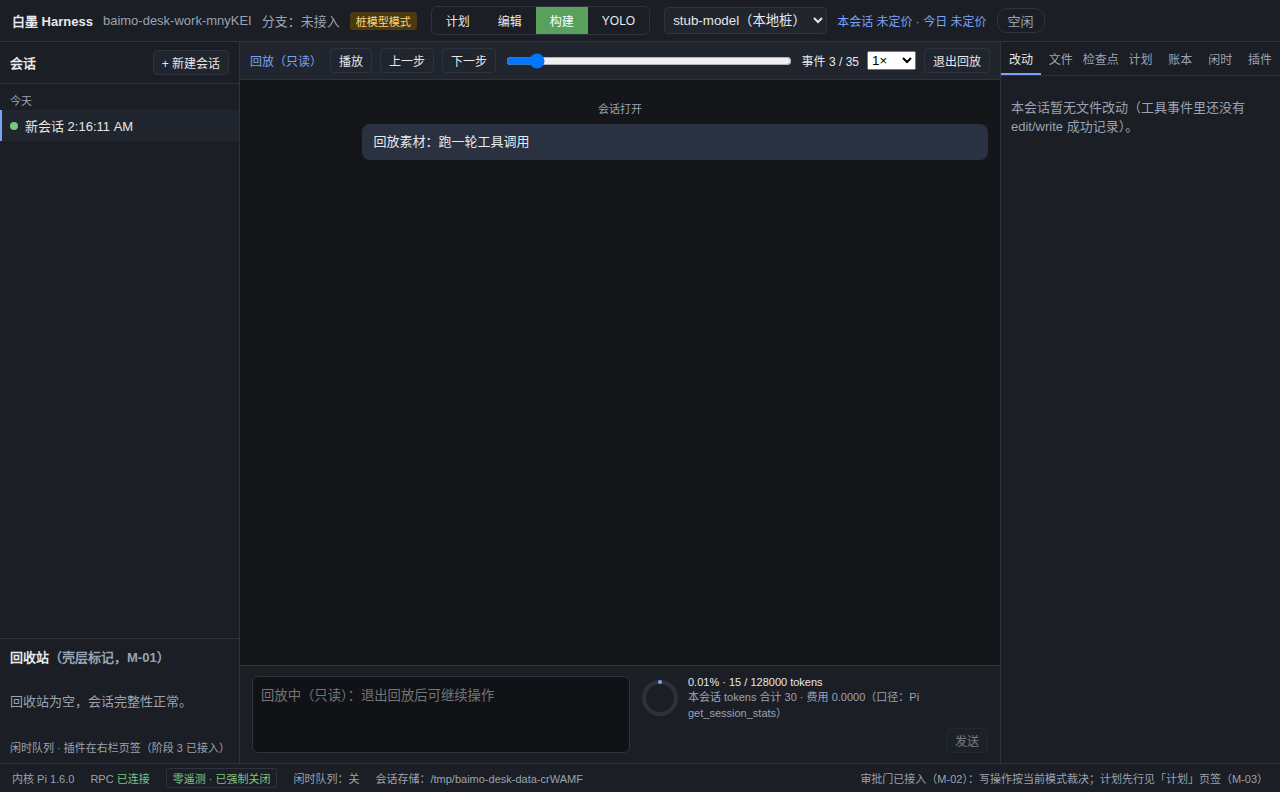 白墨 Harness baimo-desk-work-mnyKEI 分支：未接入 桩模型模式 计划 编辑 构建 YOLO stub-model（本地桩） 本会话 未定价 · 今日 未定价 空闲
会话 + 新建会话
今天
新会话 2:16:11 AM
回收站（壳层标记，M-01）
回收站为空，会话完整性正常。
闲时队列 · 插件在右栏页签（阶段 3 已接入）
回放（只读） 播放 上一步 下一步 事件 3 / 35 1× 退出回放
会话打开
回放素材：跑一轮工具调用
回放中（只读）：退出回放后可继续操作
0.01% · 15 / 128000 tokens
本会话 tokens 合计 30 · 费用 0.0000（口径：Pi
get_session_stats）
发送
改动 文件 检查点 计划 账本 闲时 插件
本会话暂无文件改动（工具事件里还没有
edit/write 成功记录）。
内核 Pi 1.6.0 RPC 已连接 零遥测 · 已强制关闭 闲时队列：关 会话存储：/tmp/baimo-desk-data-crWAMF 审批门已接入（M-02）：写操作按当前模式裁决；计划先行见「计划」页签（M-03）